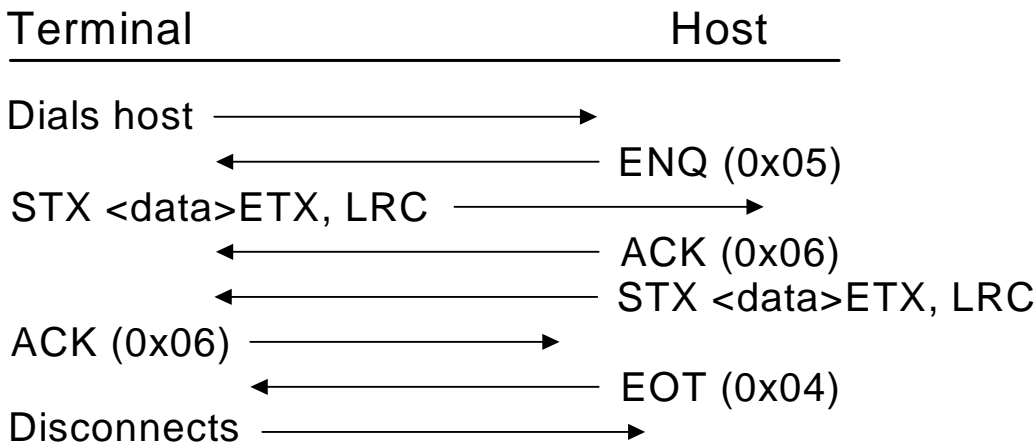 Terminal Host
Dials host
ENQ (0x05)
STX <data>ETX, LRC
ACK (0x06)
STX <data>ETX, LRC
ACK (0x06)
EOT (0x04)
Disconnects